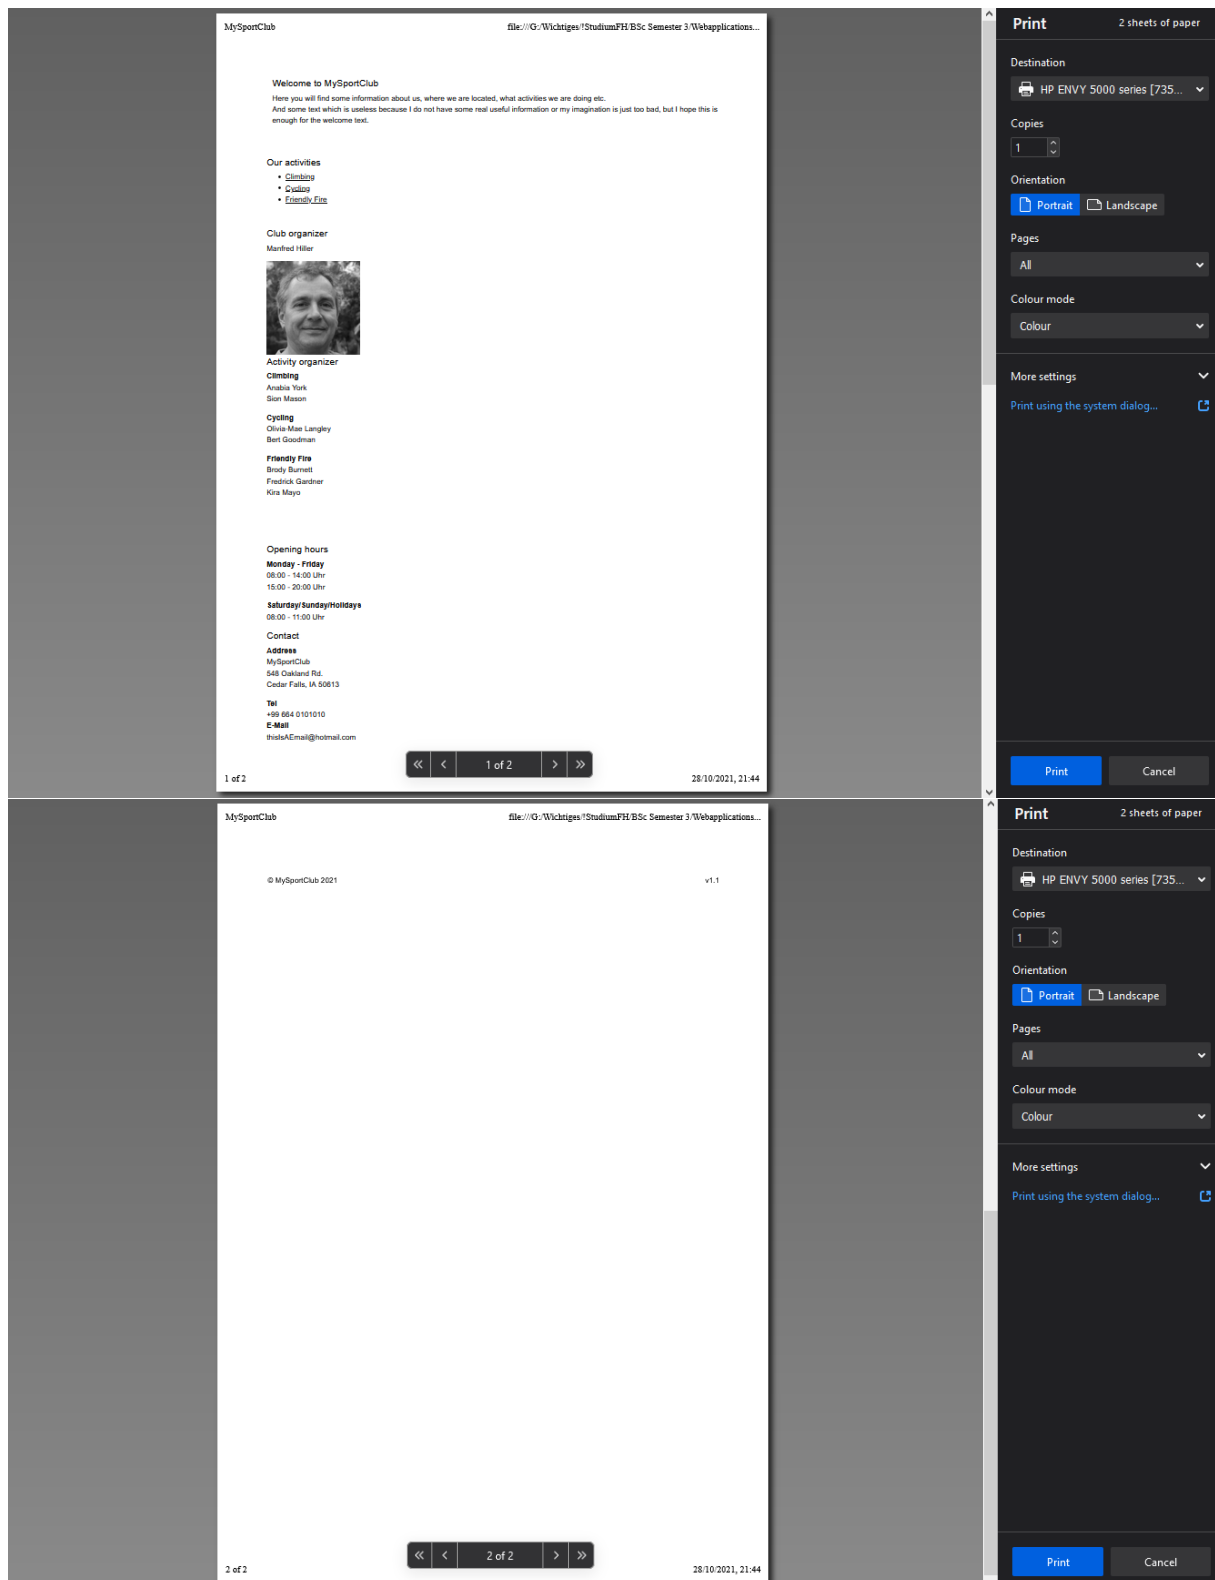 MySportClub file:///G:/Wichtiges/!StudiumFH/BSc Semester 3/Webapplications...
Welcome to MySportClub
Here you will find some information about us, where we are located, what activities we are doing etc.
And some text which is useless because I do not have some real useful information or my imagination is just too bad, but I hope this is
enough for the welcome text.
Our activities
• Climbing
• Cycling
• Friendly Fire
Club organizer
Manfred Hiller
Activity organizer
Climbing
Anabia York
Sion Mason
Cycling
Olivia-Mae Langley
Bert Goodman
Friendly Fire
Brody Burnett
Fredrick Gardner
Kira Mayo
Opening hours
Monday - Friday
08:00 - 14:00 Uhr
15:00 - 20:00 Uhr
Saturday/Sunday/Holidays
08:00 - 11:00 Uhr
Contact
Address
MySportClub
548 Oakland Rd.
Cedar Falls, IA 50613
Tel
+99 664 0101010
E-Mail
thisIsAEmail@hotmail.com
1 of 2
1 of 2 28/10/2021, 21:44
Print 2 sheets of paper
Destination
HP ENVY 5000 series [735...
Copies
1
Orientation
Portrait Landscape
Pages
All
Colour mode
Colour
More settings
Print using the system dialog...
Print Cancel
MySportClub file:///G:/Wichtiges/!StudiumFH/BSc Semester 3/Webapplications...
© MySportClub 2021 v1.1
2 of 2
2 of 2 28/10/2021, 21:44
Print 2 sheets of paper
Destination
HP ENVY 5000 series [735...
Copies
1
Orientation
Portrait Landscape
Pages
All
Colour mode
Colour
More settings
Print using the system dialog...
Print Cancel